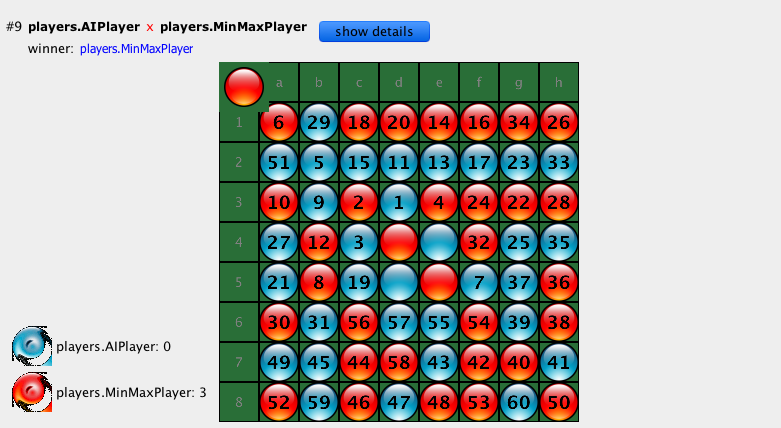 #9 players.AIPlayer x players.MinMaxPlayer show details
winner: players.MinMaxPlayer
a b c d e f g h
1 6 29 18 20 14 16 34 26
2 51 5 15 11 13 17 23 33
3 10 9 2 1 4 24 22 28
4 27 12 3 32 25 35
5 21 8 19 7 37 36
6 30 31 56 57 55 54 39 38
players.AIPlayer: 0
7 49 45 44 58 43 42 40 41
players.MinMaxPlayer: 3
8 52 59 46 47 48 53 60 50